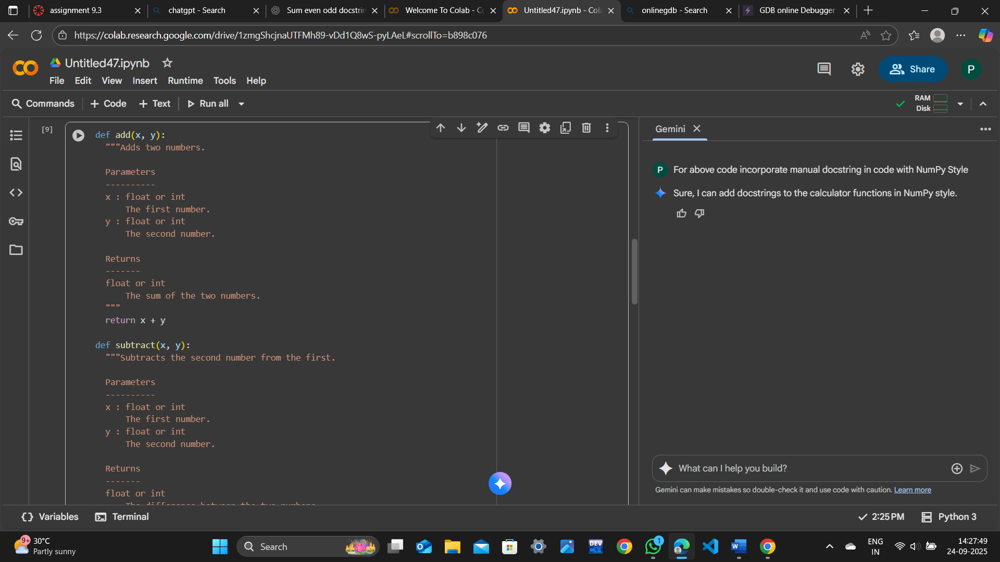 assignment 9.3
chatgpt - Search
Sum even odd docstrin
Welcome To Colab - Co
Untitled47.ipynb - Cola
onlinegdb - Search
GDB online Debugger
https://colab.research.google.com/drive/1zmgShcjnaUTFMh89-vDd1Q8wS-pyLAeL#scrollTo=b898c076
Untitled47.ipynb
Share
P
File Edit View Insert Runtime Tools Help
Commands + Code + Text Run all
RAM
Disk
[9]
def add(x, y):
"""Adds two numbers.
Parameters
----------
x : float or int
The first number.
y : float or int
The second number.
Returns
-------
float or int
The sum of the two numbers.
"""
return x + y
def subtract(x, y):
"""Subtracts the second number from the first.
Parameters
----------
x : float or int
The first number.
y : float or int
The second number.
Returns
-------
float or int
The difference between the two numbers.
Gemini
P
For above code incorporate manual docstring in code with NumPy Style
Sure, I can add docstrings to the calculator functions in NumPy style.
What can I help you build?
Gemini can make mistakes so double-check it and use code with caution. Learn more
{} Variables
Terminal
2:25 PM
Python 3
9+
30°C
Partly sunny
Search
DEV
C++
1
W
ENG
IN
14:27:49
24-09-2025